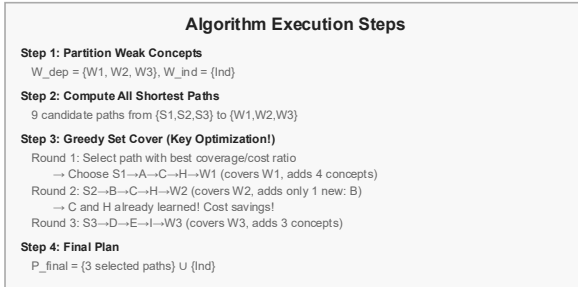 Algorithm Execution Steps
Step 1: Partition Weak Concepts
W_dep = {W1, W2, W3}, W_ind = {Ind}
Step 2: Compute All Shortest Paths
9 candidate paths from {S1,S2,S3} to {W1,W2,W3}
Step 3: Greedy Set Cover (Key Optimization!)
Round 1: Select path with best coverage/cost ratio
→ Choose S1→A→C→H→W1 (covers W1, adds 4 concepts)
Round 2: S2→B→C→H→W2 (covers W2, adds only 1 new: B)
→ C and H already learned! Cost savings!
Round 3: S3→D→E→I→W3 (covers W3, adds 3 concepts)
Step 4: Final Plan
P_final = {3 selected paths} ∪ {Ind}